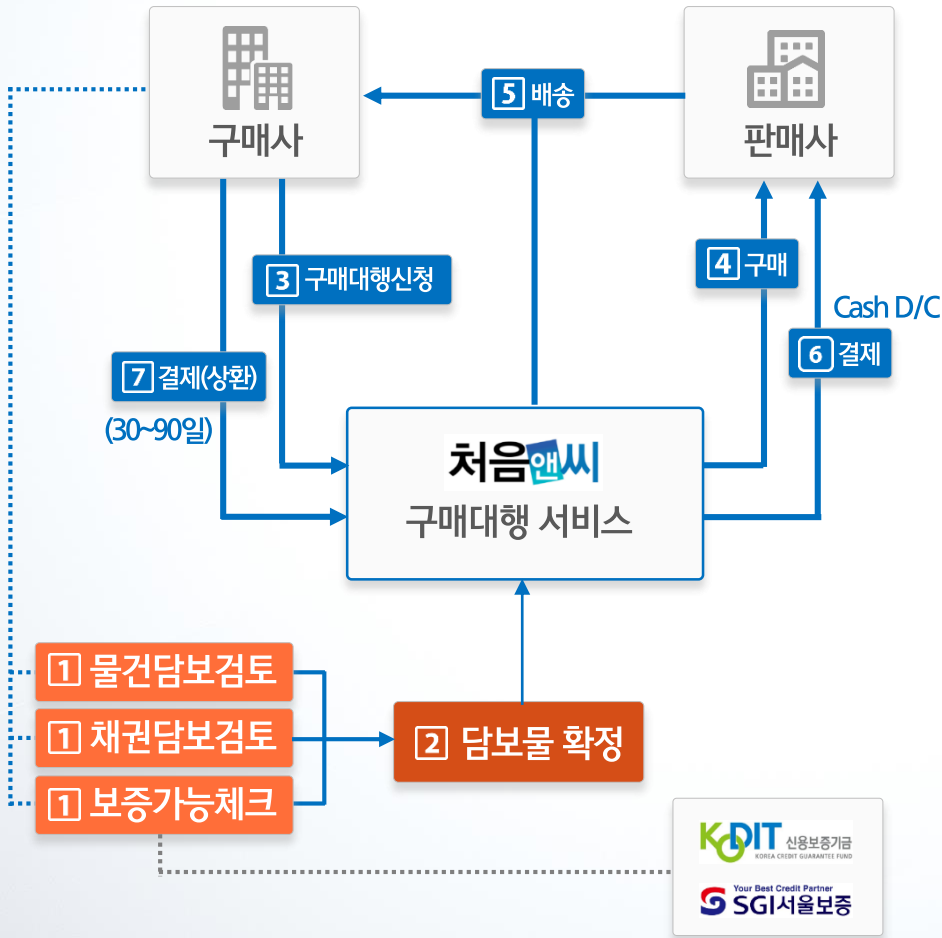 구매사
판매사
5 배송
3 구매대행신청
4 구매
Cash D/C
6 결제
7 결제(상환)
(30~90일)
처음앤씨
구매대행 서비스
1 물건담보검토
1 채권담보검토
1 보증가능체크
2 담보물 확정
KODIT 신용보증기금
KOREA CREDIT GUARANTEE FUND
Your Best Credit Partner
SGI서울보증